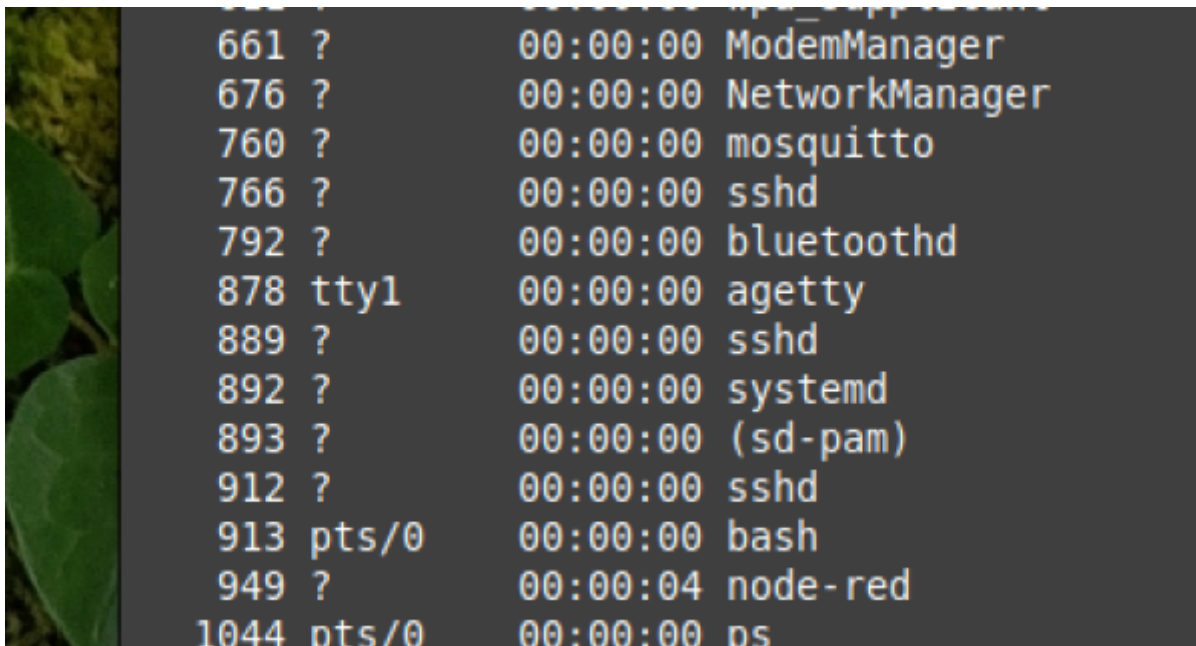 661 ? 00:00:00 ModemManager
676 ? 00:00:00 NetworkManager
760 ? 00:00:00 mosquitto
766 ? 00:00:00 sshd
792 ? 00:00:00 bluetoothd
878 tty1 00:00:00 agetty
889 ? 00:00:00 sshd
892 ? 00:00:00 systemd
893 ? 00:00:00 (sd-pam)
912 ? 00:00:00 sshd
913 pts/0 00:00:00 bash
949 ? 00:00:04 node-red
1044 pts/0 00:00:00 ps